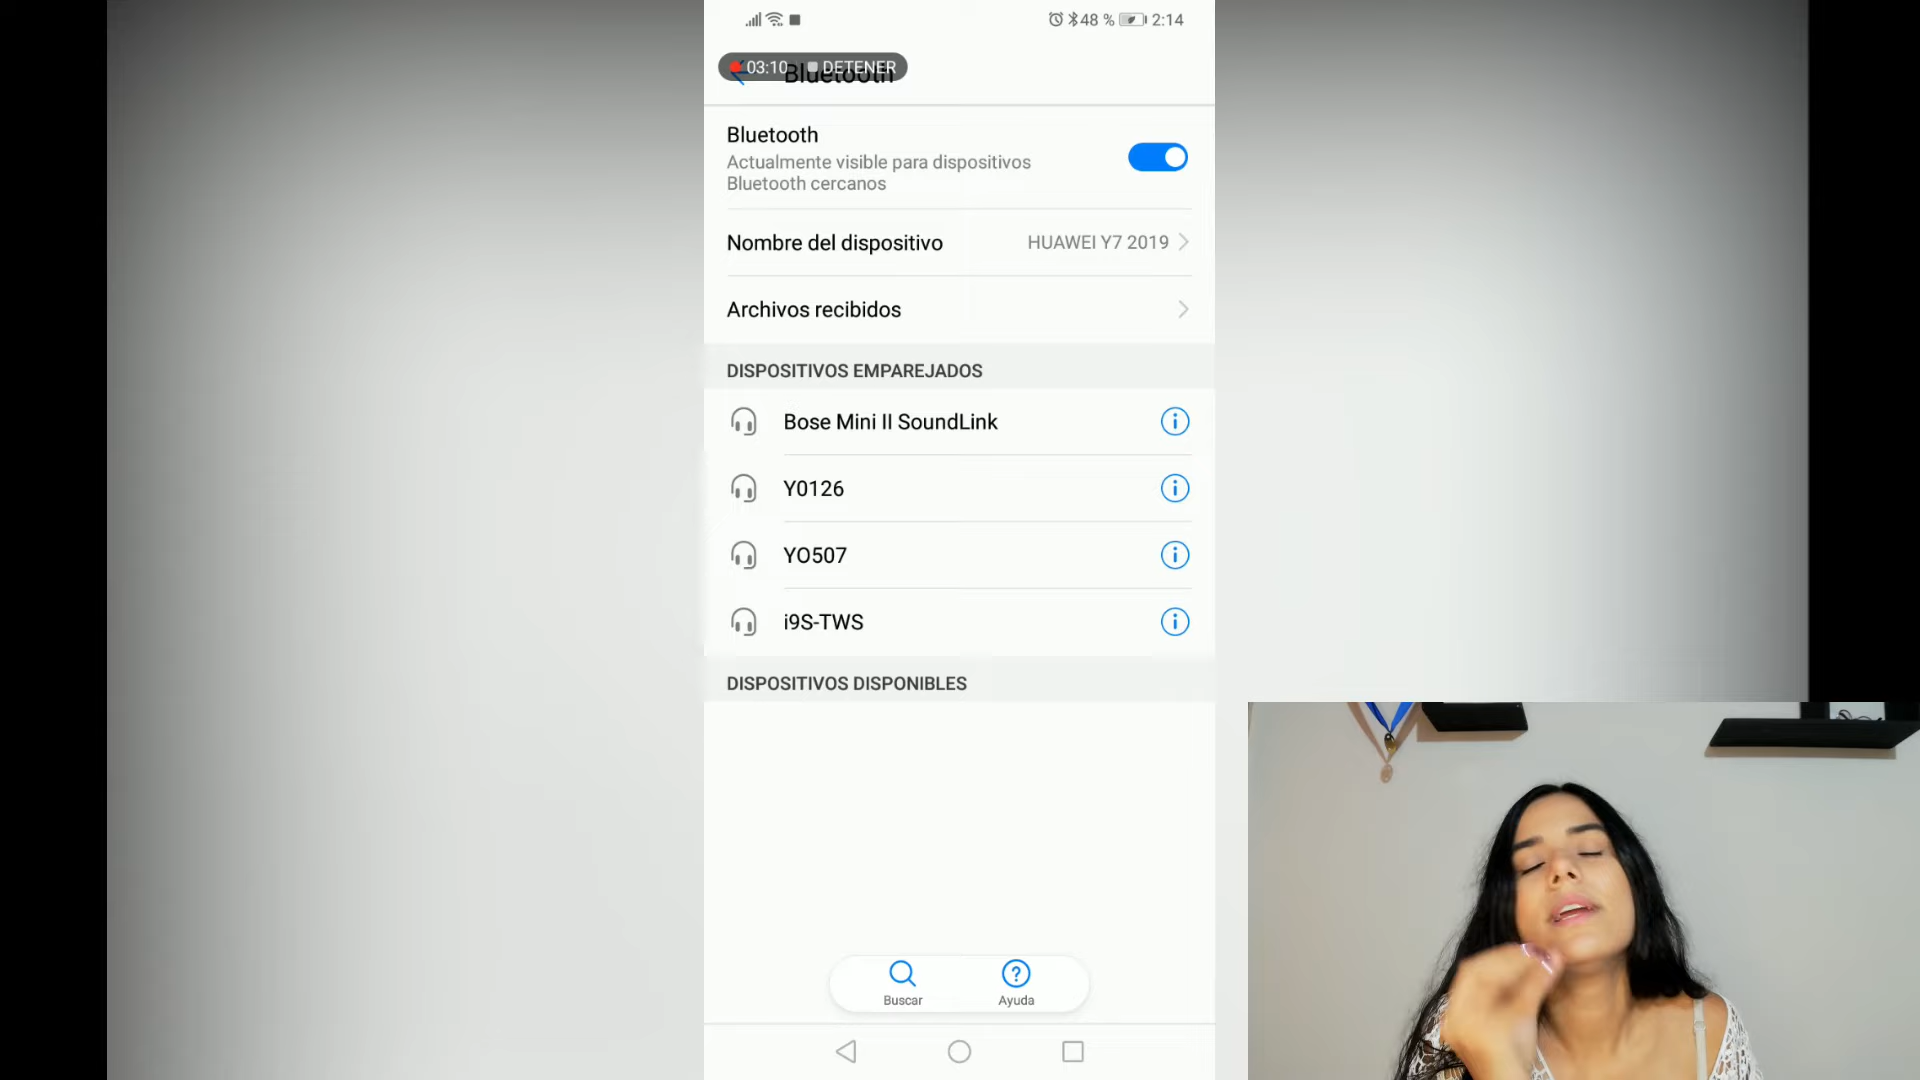 48 % 2:14
03:10 DETENER
Bluetooth
Bluetooth
Actualmente visible para dispositivos
Bluetooth cercanos
Nombre del dispositivo HUAWEI Y7 2019
Archivos recibidos
DISPOSITIVOS EMPAREJADOS
Bose Mini II SoundLink
Y0126
YO507
i9S-TWS
DISPOSITIVOS DISPONIBLES
Buscar Ayuda